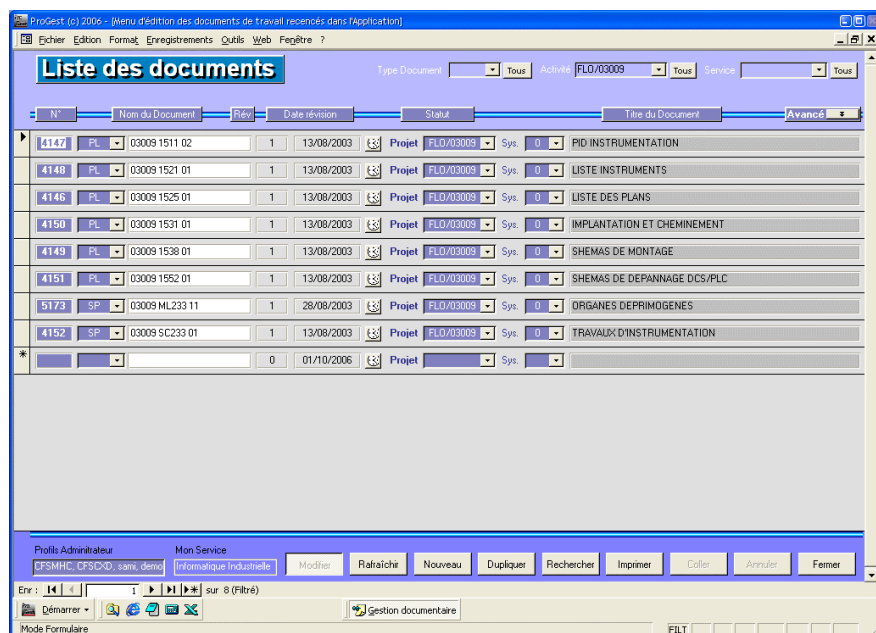 ProGest (c) 2006 - [Menu d'édition des documents de travail recencés dans l'Application]
Fichier Edition Format Enregistrements Outils Web Fenêtre ?
Liste des documents Type Document Tous Activité FLO/03009 Tous Service Tous
N° Nom du Document Rév Date révision Statut Titre du Document Avancé
4147 PL 03009 1511 02 1 13/08/2003 Projet FLO/03009 Sys. 0 PID INSTRUMENTATION
4148 PL 03009 1521 01 1 13/08/2003 Projet FLO/03009 Sys. 0 LISTE INSTRUMENTS
4146 PL 03009 1525 01 1 13/08/2003 Projet FLO/03009 Sys. 0 LISTE DES PLANS
4150 PL 03009 1531 01 1 13/08/2003 Projet FLO/03009 Sys. 0 IMPLANTATION ET CHEMINEMENT
4149 PL 03009 1538 01 1 13/08/2003 Projet FLO/03009 Sys. 0 SHEMAS DE MONTAGE
4151 PL 03009 1552 01 1 13/08/2003 Projet FLO/03009 Sys. 0 SHEMAS DE DEPANNAGE DCS/PLC
5173 SP 03009 ML233 11 1 28/08/2003 Projet FLO/03009 Sys. 0 ORGANES DEPRIMOGENES
4152 SP 03009 SC233 01 1 13/08/2003 Projet FLO/03009 Sys. 0 TRAVAUX D'INSTRUMENTATION
* 0 01/10/2006 Projet Sys.
Profils Adminitrateur Mon Service
CFSMHC, CFSCXD, sami, demo Informatique Industrielle Modifier Rafraîchir Nouveau Dupliquer Rechercher Imprimer Coller Annuler Fermer
Enr : 1 sur 8 (Filtré)
Démarrer Gestion documentaire
Mode Formulaire FILT